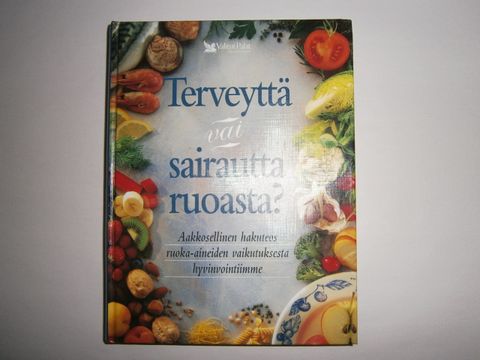 Valitut Palat
Terveyttä
vai
sairautta
ruoasta?
Aakkosellinen hakuteos
ruoka-aineiden vaikutuksesta
hyvinvointiimme